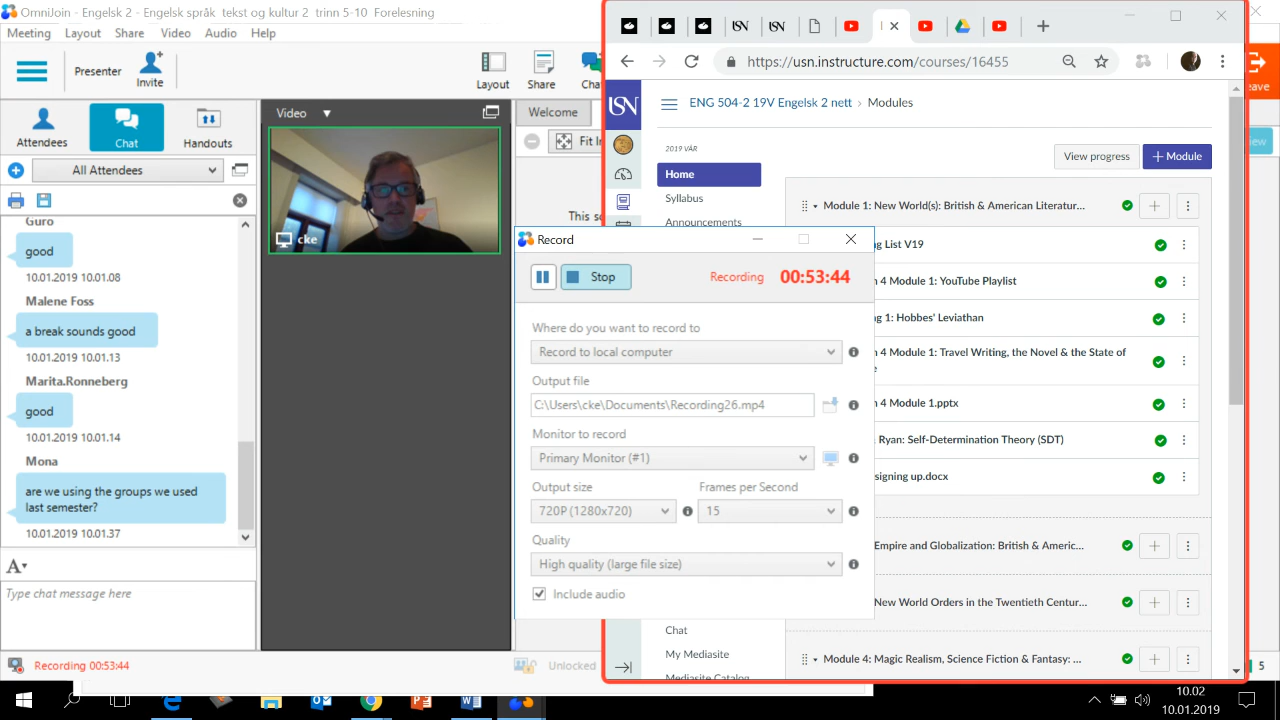 OmniJoin - Engelsk 2 - Engelsk språk tekst og kultur 2 trinn 5-10 Forelesning
Meeting Layout Share Video Audio Help
Presenter
Invite
Layout
Share
Attendees
Chat
Handouts
All Attendees
Guro
good
10.01.2019 10.01.08
Malene Foss
a break sounds good
10.01.2019 10.01.13
Marita.Ronneberg
good
10.01.2019 10.01.14
Mona
are we using the groups we used
last semester?
10.01.2019 10.01.37
A
Type chat message here
Recording 00:53:44
Video
cke
Welcome
Fit In
This
Unlocked
Record
Stop
Recording 00:53:44
Where do you want to record to
Record to local computer
Output file
C:\Users\cke\Documents\Recording26.mp4
Monitor to record
Primary Monitor (#1)
Output size
Frames per Second
720P (1280x720)
15
Quality
High quality (large file size)
Include audio
USN
USN
https://usn.instructure.com/courses/16455
USN
ENG 504-2 19V Engelsk 2 nett › Modules
2019 VÅR
Home
Syllabus
Announcements
View progress
+ Module
Module 1: New World(s): British & American Literatur...
g List V19
4 Module 1: YouTube Playlist
g 1: Hobbes' Leviathan
4 Module 1: Travel Writing, the Novel & the State of
4 Module 1.pptx
Ryan: Self-Determination Theory (SDT)
signing up.docx
Empire and Globalization: British & Americ...
New World Orders in the Twentieth Centur...
Module 4: Magic Realism, Science Fiction & Fantasy: ...
Chat
My Mediasite
Mediasite Catalog
5
10.02
10.01.2019